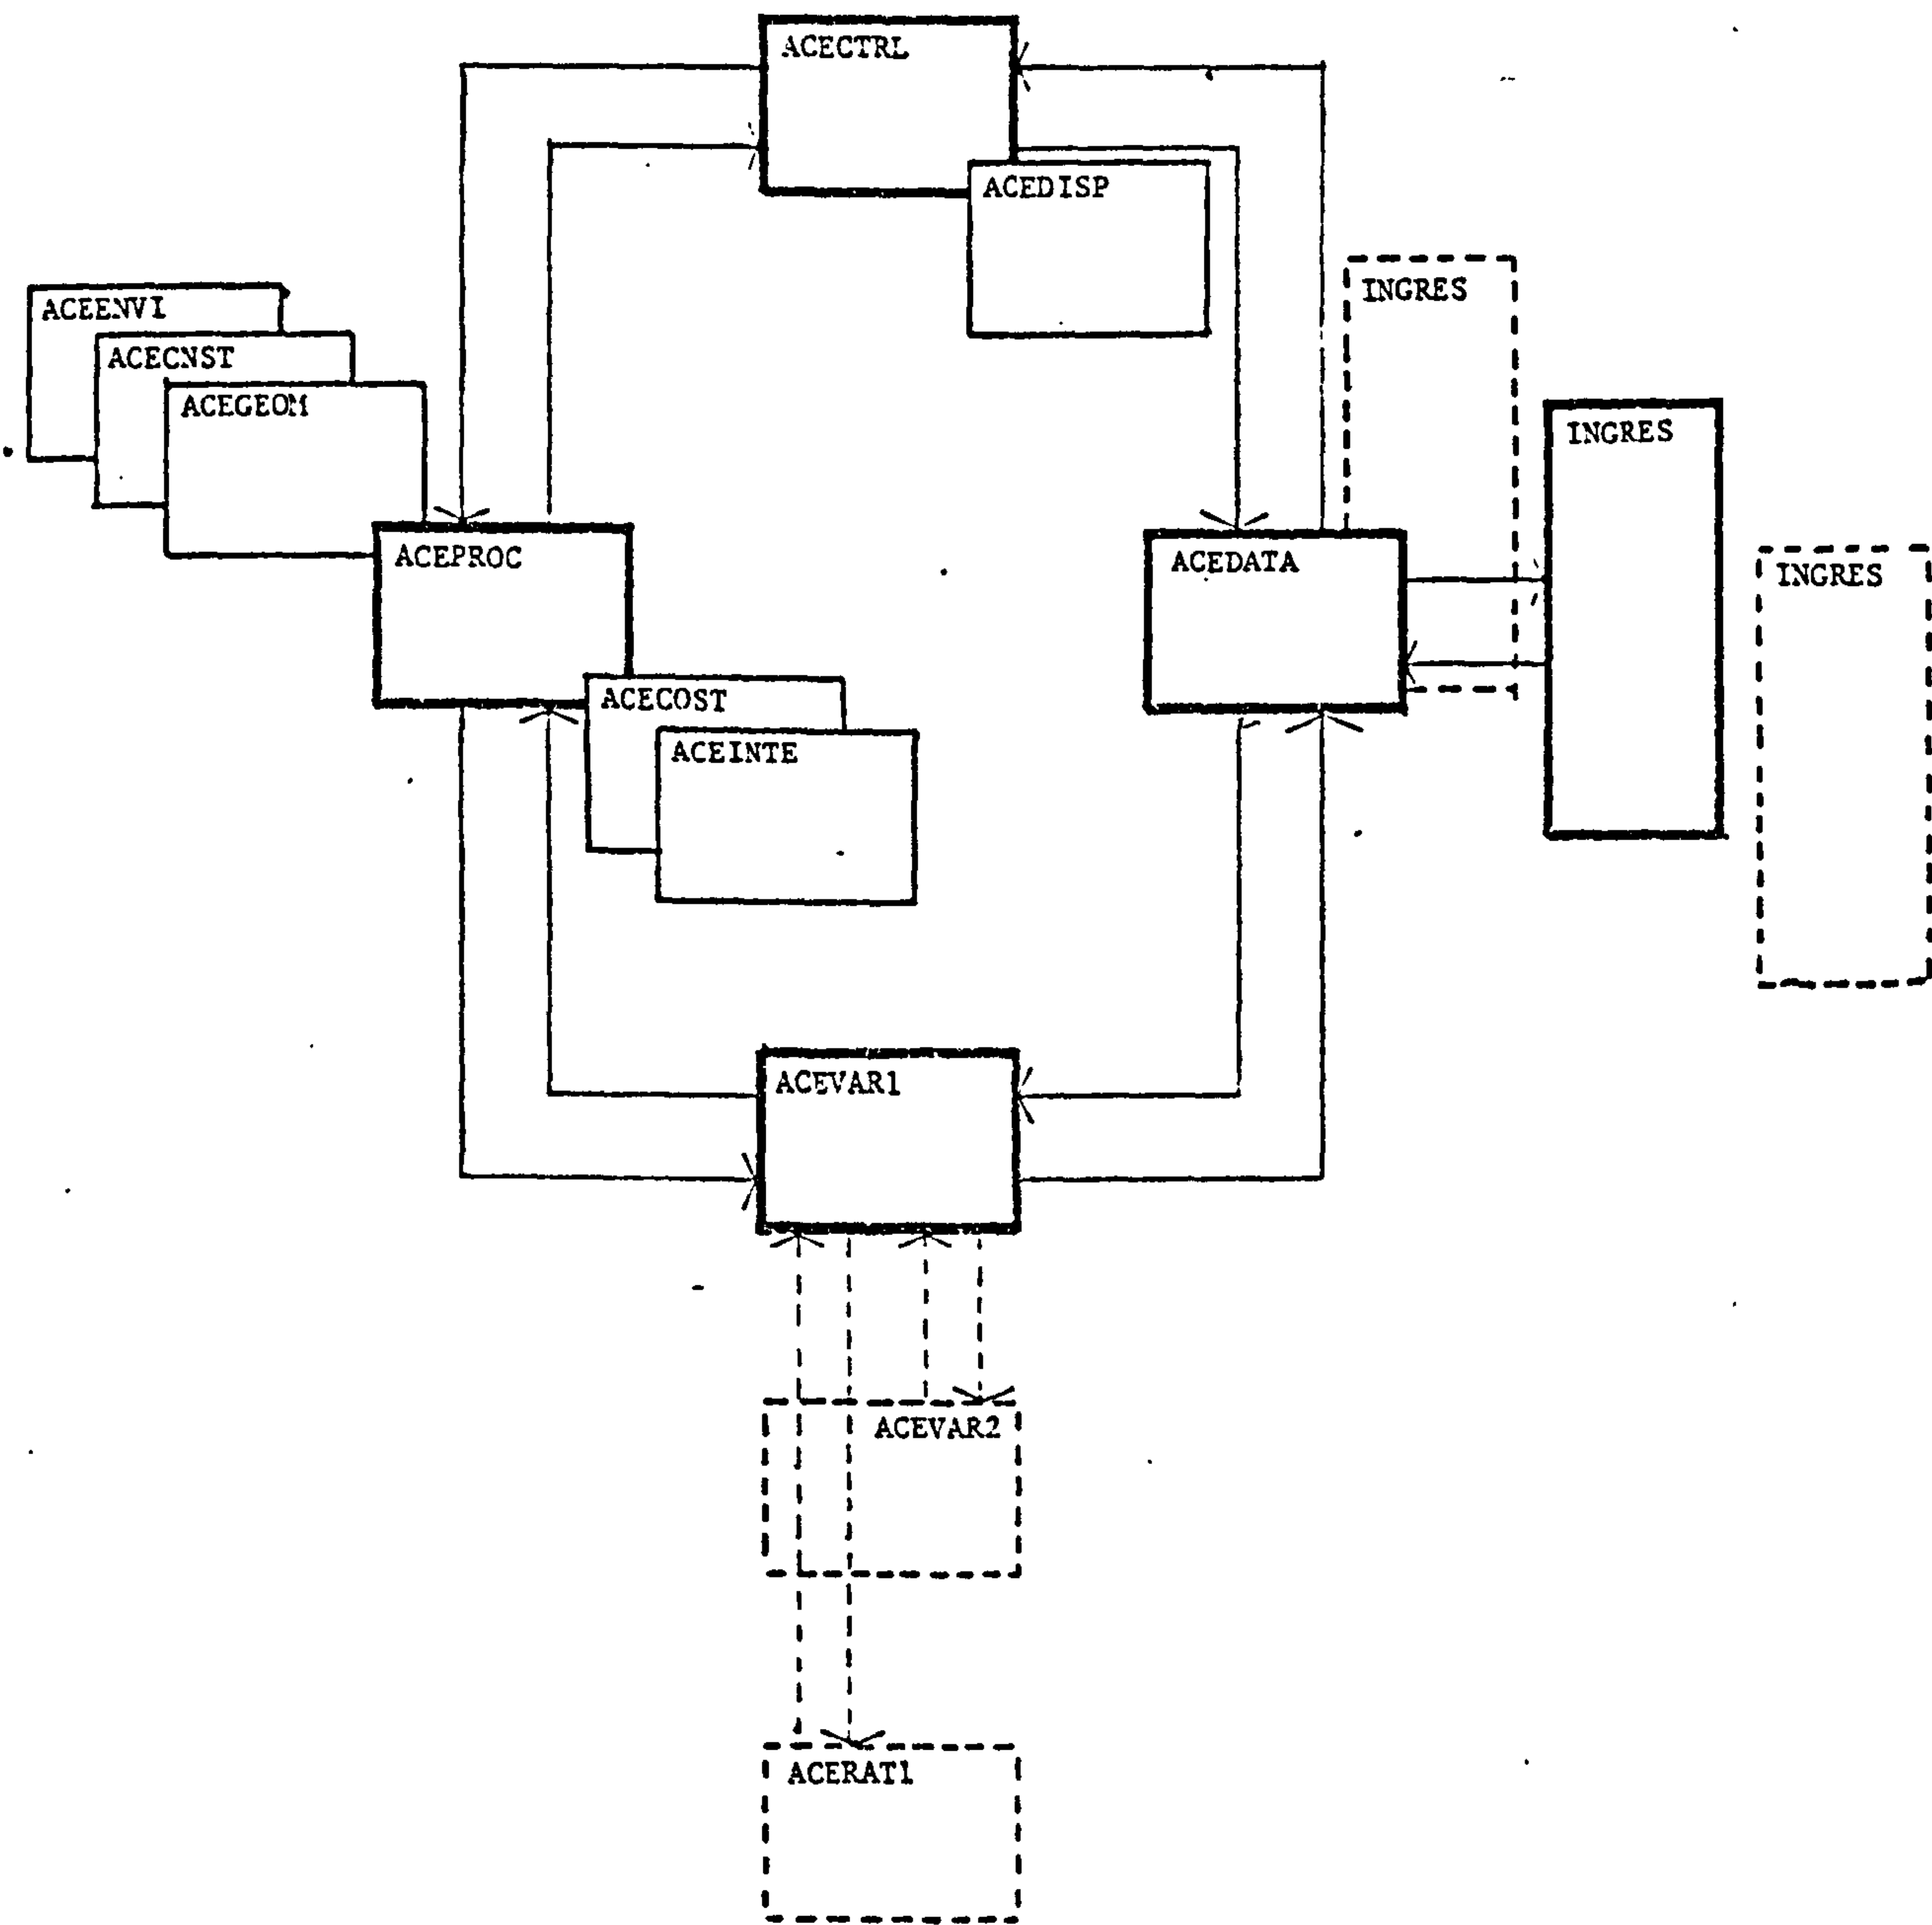 ACECTRL
ACEDISP
INGRES
ACEENVI
ACECNST
ACEGEOM
INGRES
ACEPROC
ACEDATA
INGRES
ACECOST
ACEINTE
ACEVAR1
ACEVAR2
ACERAT1